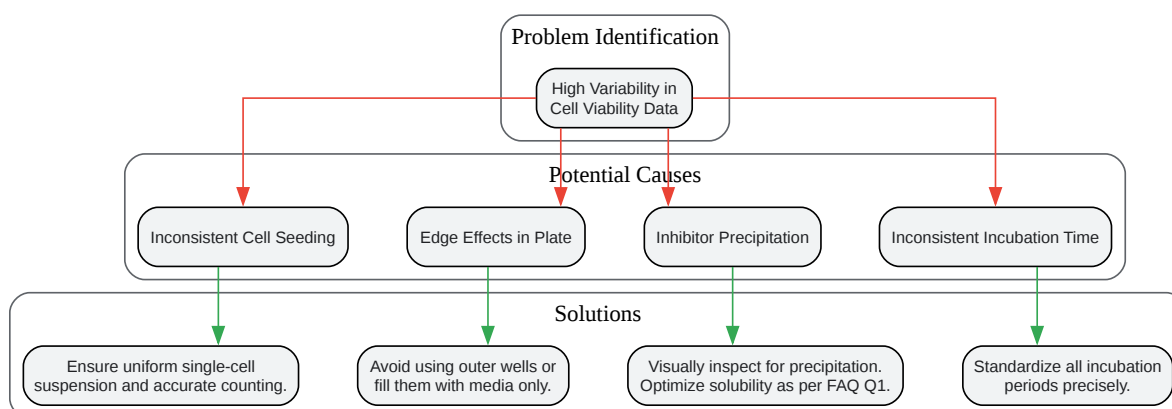 Problem Identification
High Variability in
Cell Viability Data
Potential Causes
Inconsistent Cell Seeding
Edge Effects in Plate
Inhibitor Precipitation
Inconsistent Incubation Time
Solutions
Ensure uniform single-cell
suspension and accurate counting.
Avoid using outer wells or
fill them with media only.
Visually inspect for precipitation.
Optimize solubility as per FAQ Q1.
Standardize all incubation
periods precisely.